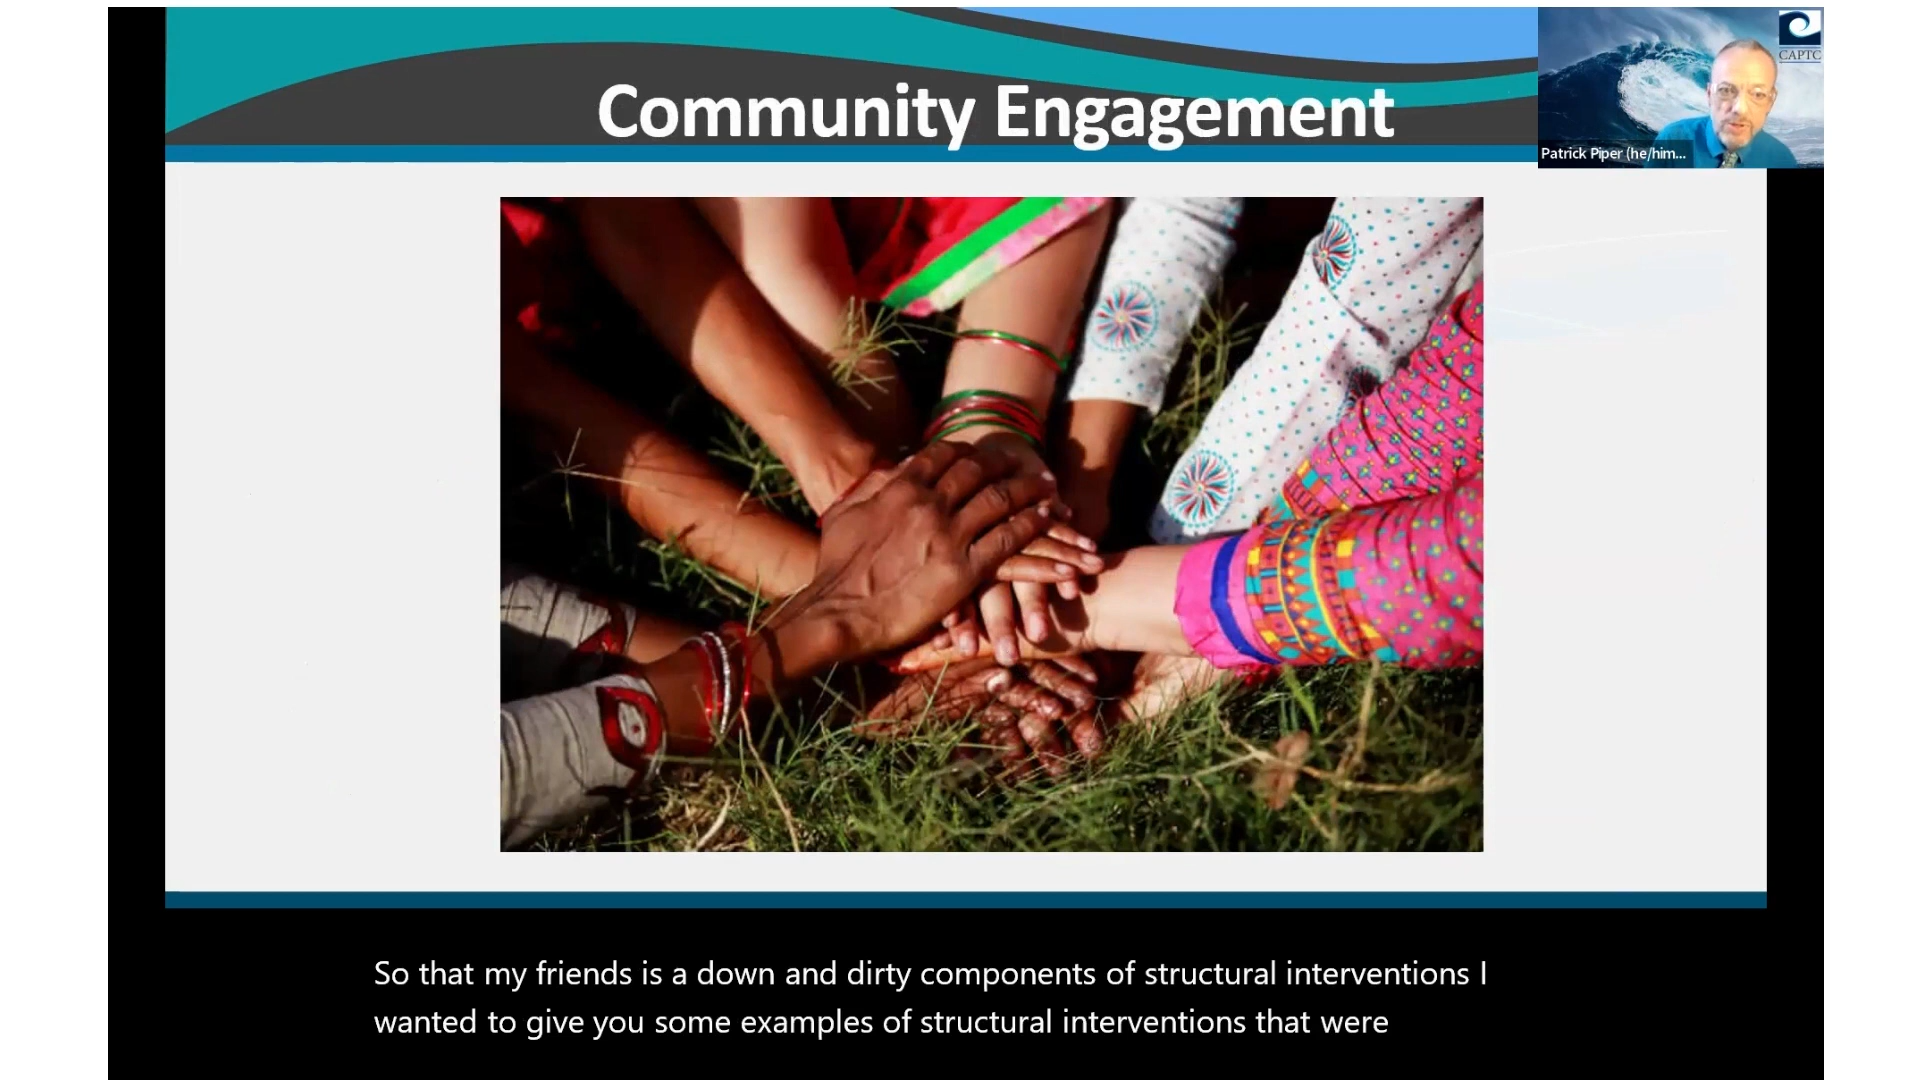 Community Engagement
CAPTC
Patrick Piper (he/him...
So that my friends is a down and dirty components of structural interventions I
wanted to give you some examples of structural interventions that were